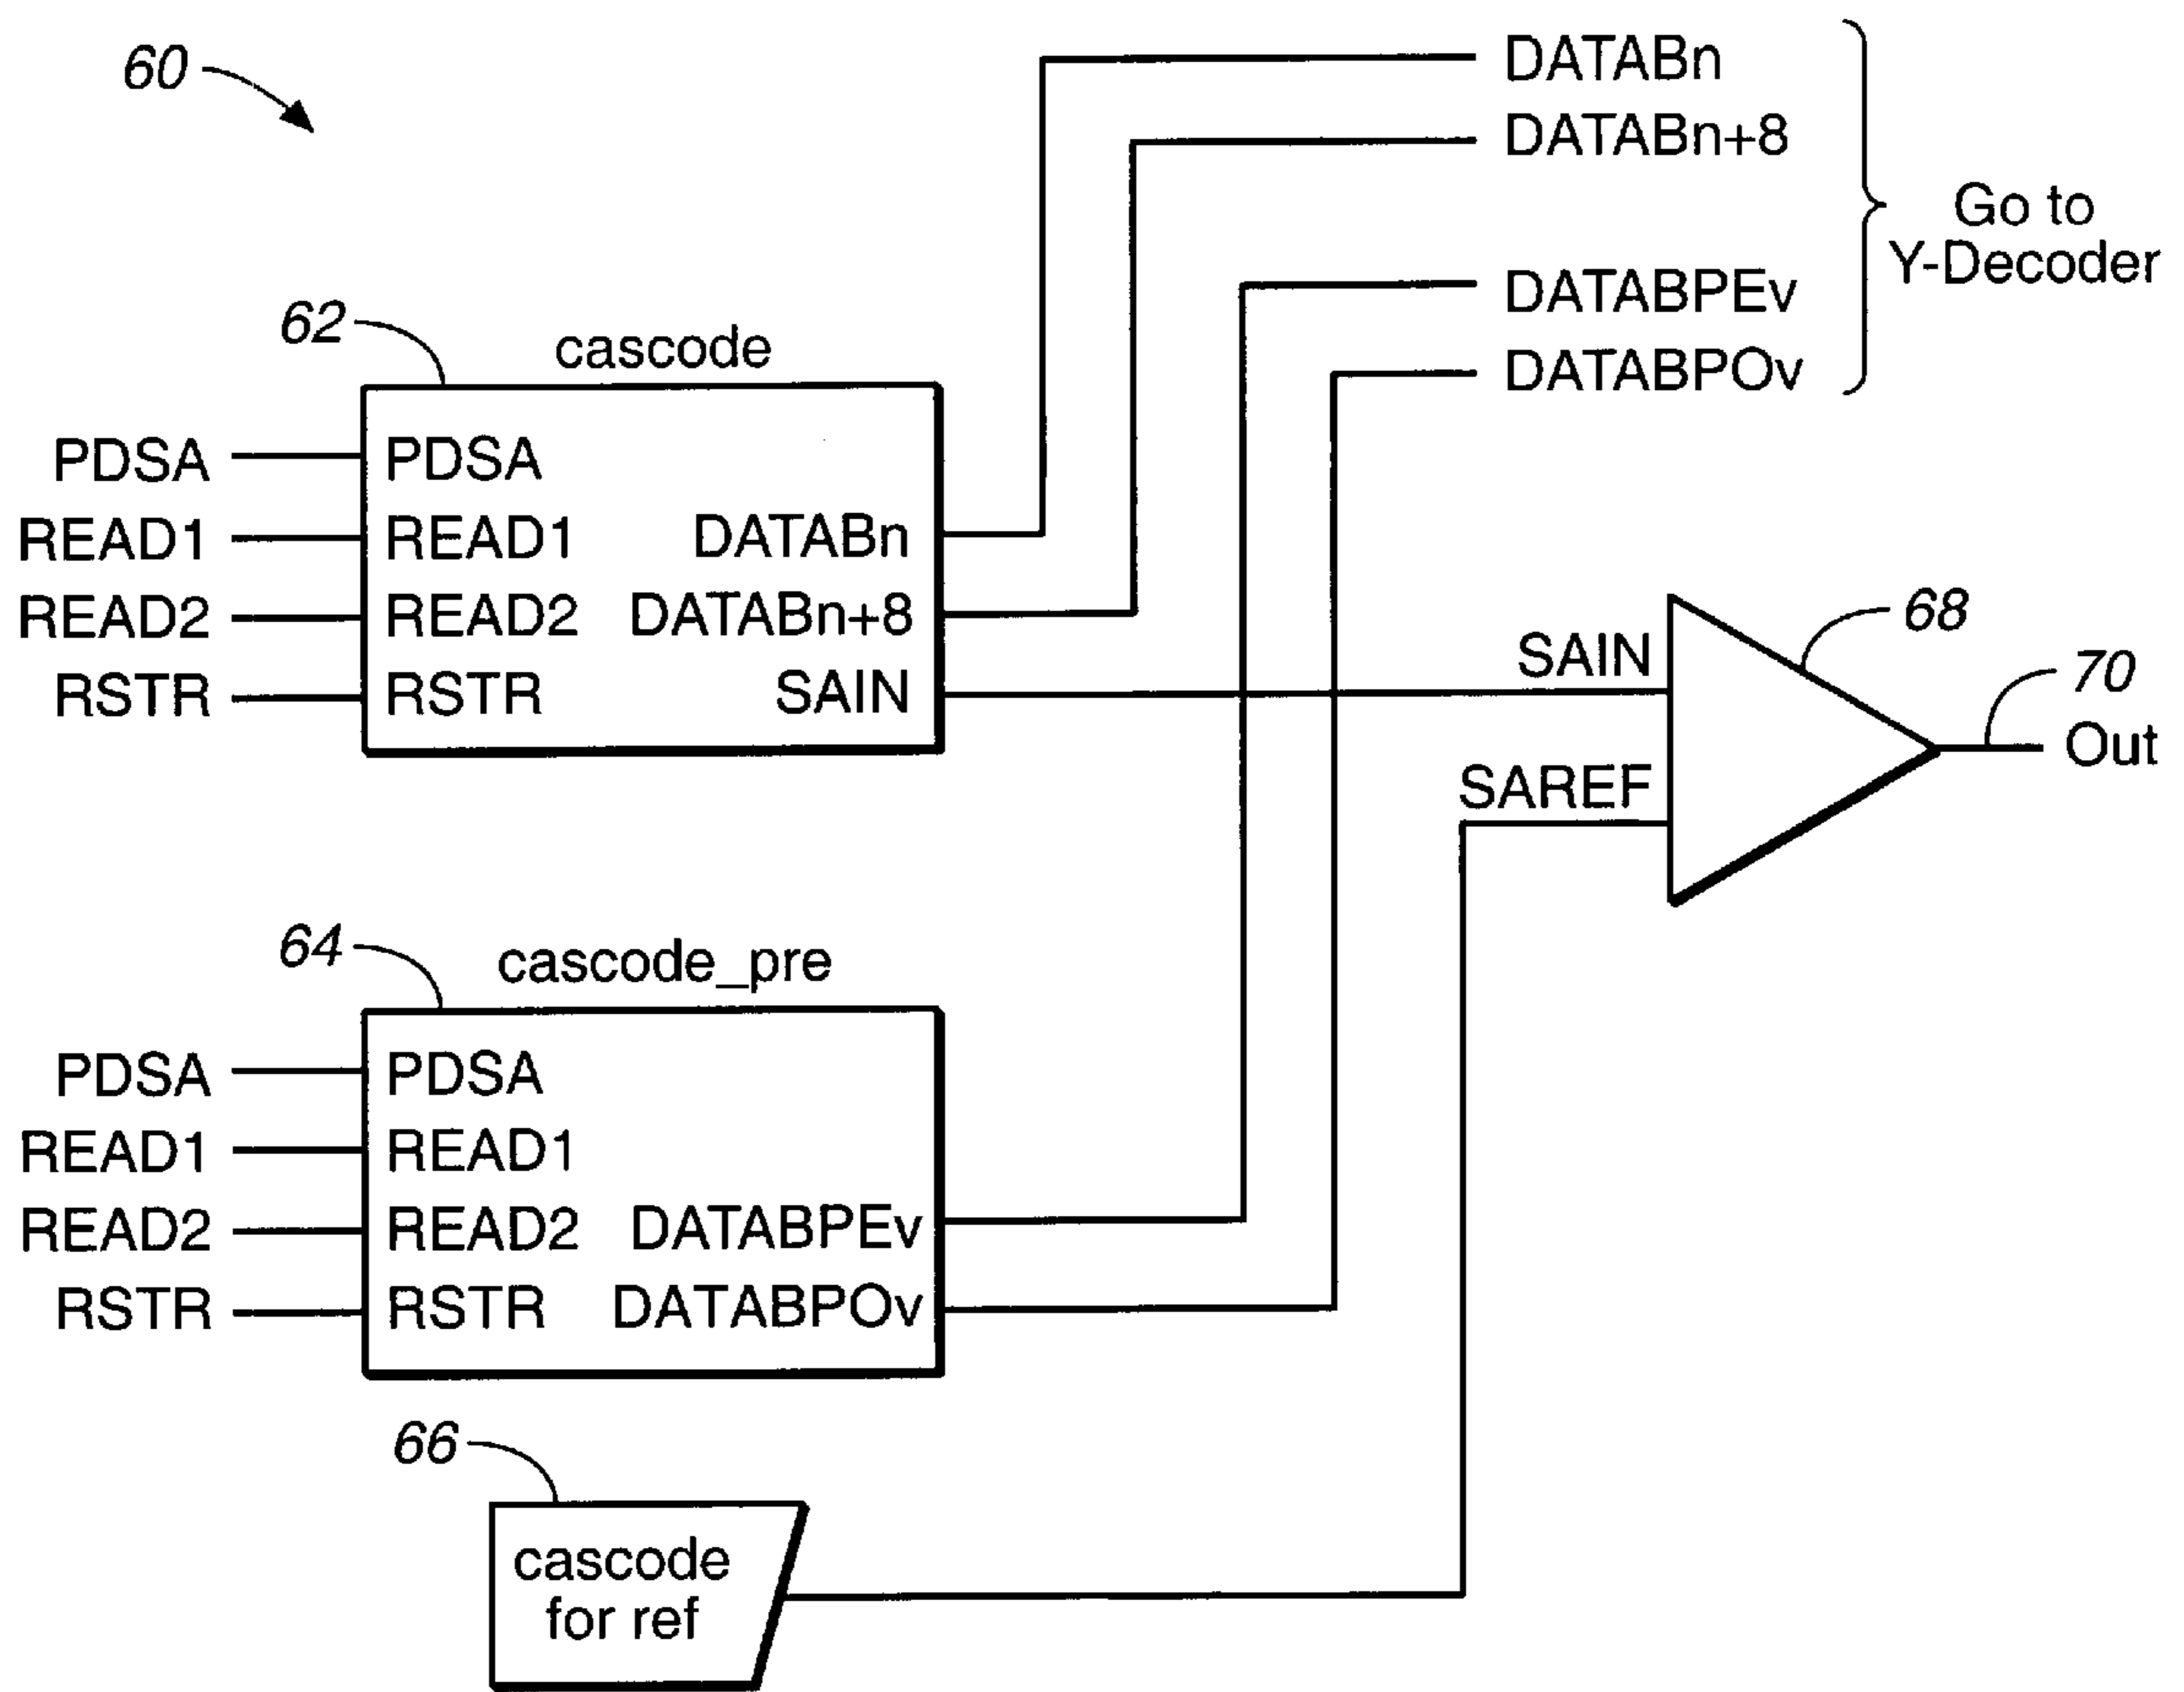 60
DATABn
DATABn+8
Go to
Y-Decoder
DATABPEv
DATABPOv
62
cascode
PDSA
PDSA
READ1
READ1
DATABn
READ2
READ2
DATABn+8
RSTR
RSTR
SAIN
SAIN
68
70
Out
SAREF
64
cascode_pre
PDSA
PDSA
READ1
READ1
READ2
READ2
DATABPEv
RSTR
RSTR
DATABPOv
66
cascode
for ref